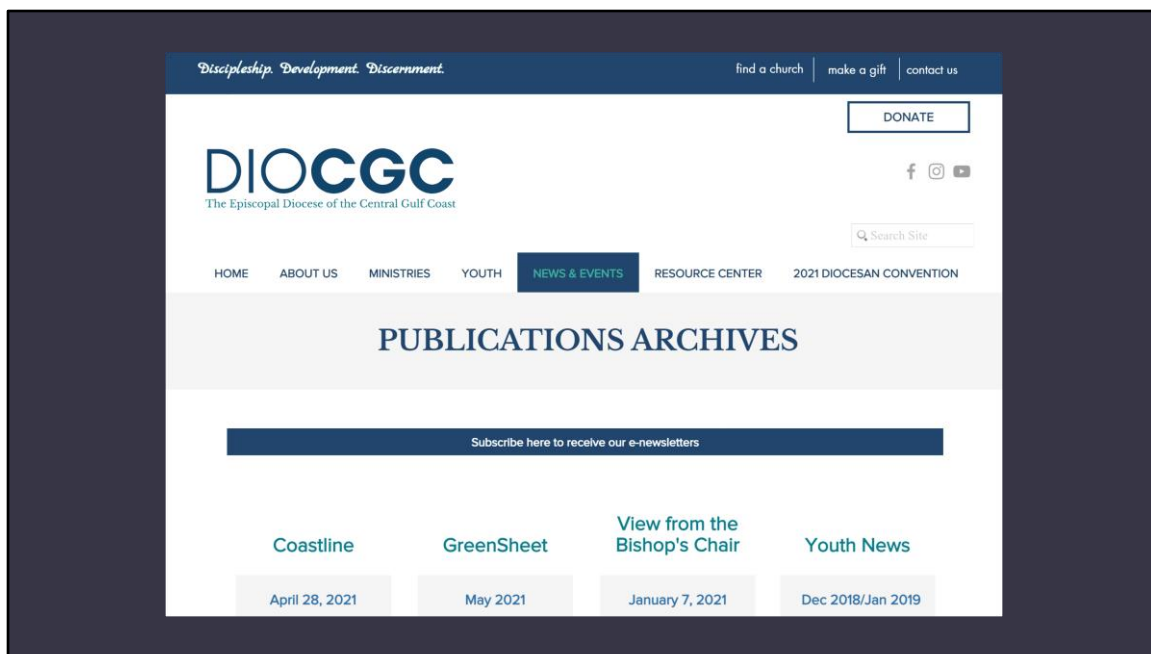 Discipleship. Development. Discernment.
find a church make a gift contact us
DONATE
DIOCGC
The Episcopal Diocese of the Central Gulf Coast
Search Site
HOME ABOUT US MINISTRIES YOUTH NEWS & EVENTS RESOURCE CENTER 2021 DIOCESAN CONVENTION
PUBLICATIONS ARCHIVES
Subscribe here to receive our e-newsletters
Coastline
GreenSheet
View from the
Bishop's Chair
Youth News
April 28, 2021
May 2021
January 7, 2021
Dec 2018/Jan 2019